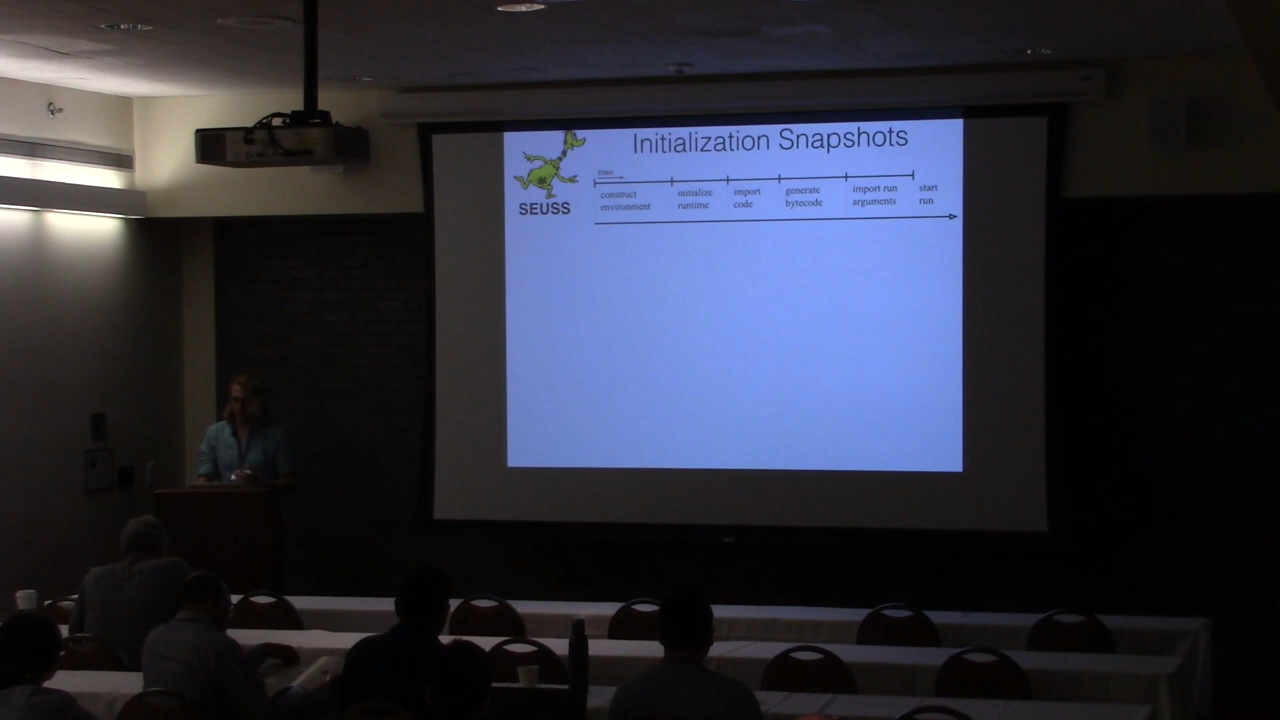 Initialization Snapshots
SEUSS
time
construct environment
initialize runtime
import code
generate bytecode
import run arguments
start run